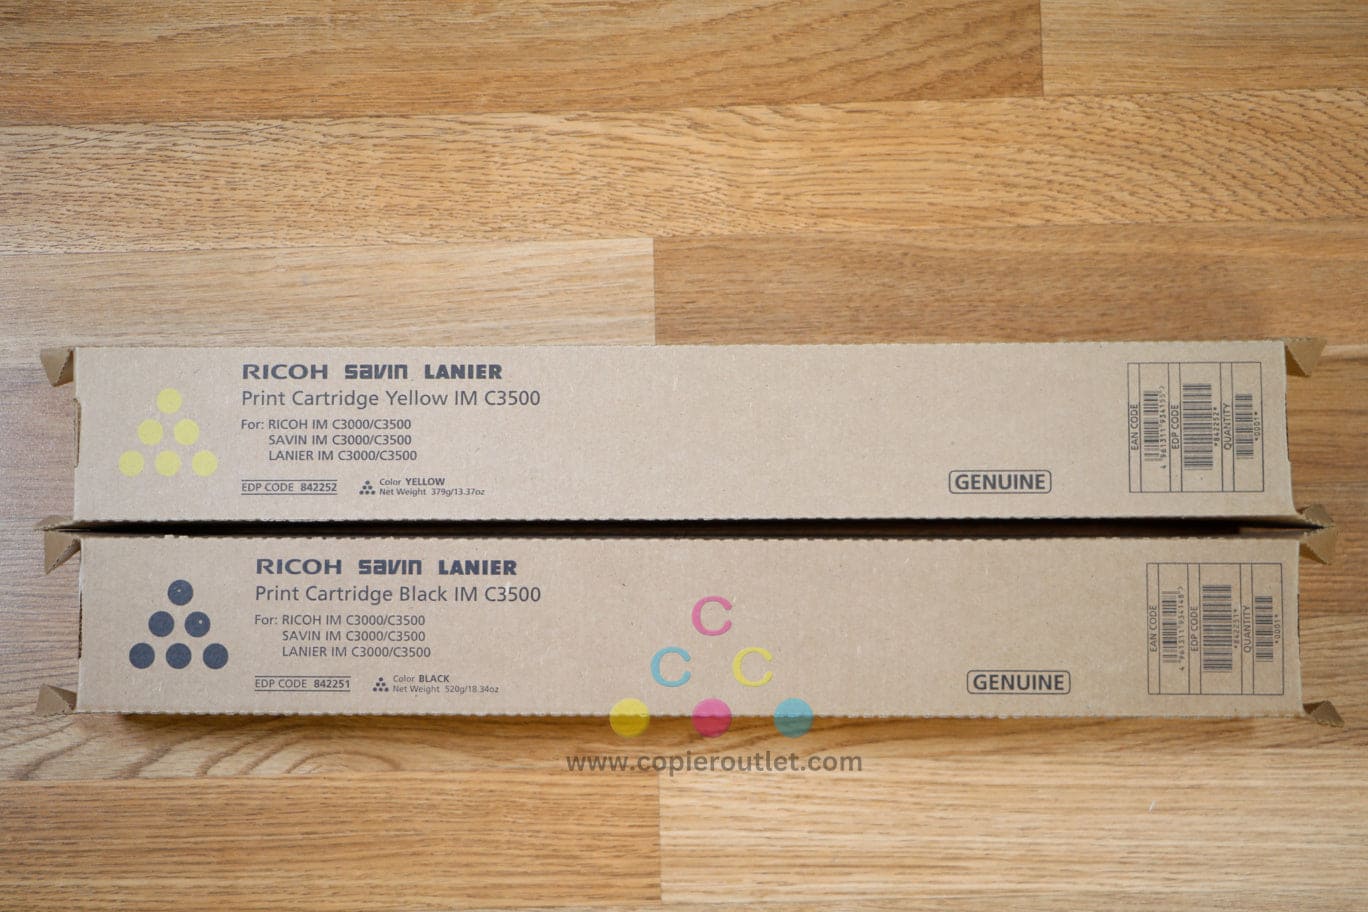 RICOH savin LANIER
Print Cartridge Yellow IM C3500
For: RICOH IM C3000/C3500
SAVIN IM C3000/C3500
LANIER IM C3000/C3500
EDP CODE 842252
Color YELLOW
Net Weight 379g/13.37oz
GENUINE
EAN CODE
EDP CODE
*842252*
QUANTITY
*0001*
RICOH savin LANIER
Print Cartridge Black IM C3500
For: RICOH IM C3000/C3500
SAVIN IM C3000/C3500
LANIER IM C3000/C3500
EDP CODE 842251
Color BLACK
Net Weight 520g/18.34oz
GENUINE
EAN CODE
EDP CODE
*842251*
QUANTITY
*0001*
C
C C
www.copieroutlet.com